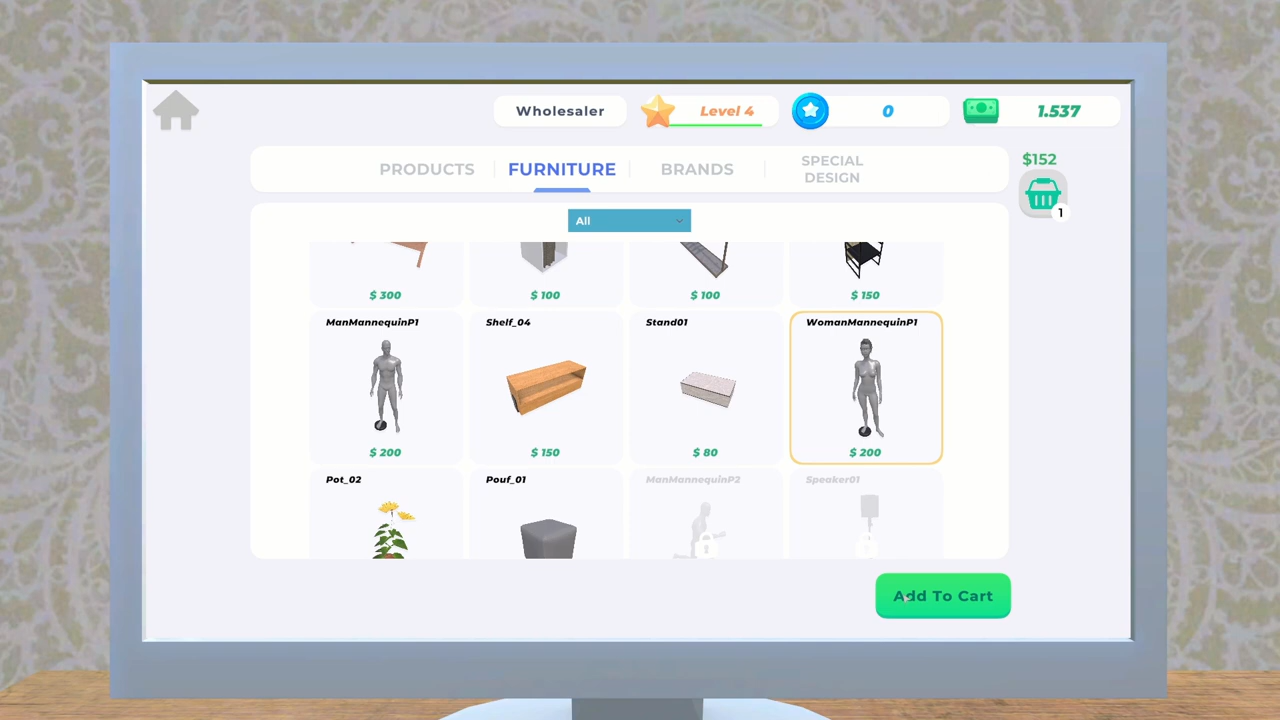 Wholesaler
Level 4
0
1.537
PRODUCTS
FURNITURE
BRANDS
SPECIAL
DESIGN
$152
1
All
$ 300
$ 100
$ 100
$ 150
ManMannequinP1
Shelf_04
Stand01
WomanMannequinP1
$ 200
$ 150
$ 80
$ 200
Pot_02
Pouf_01
ManMannequinP2
Speaker01
Add To Cart